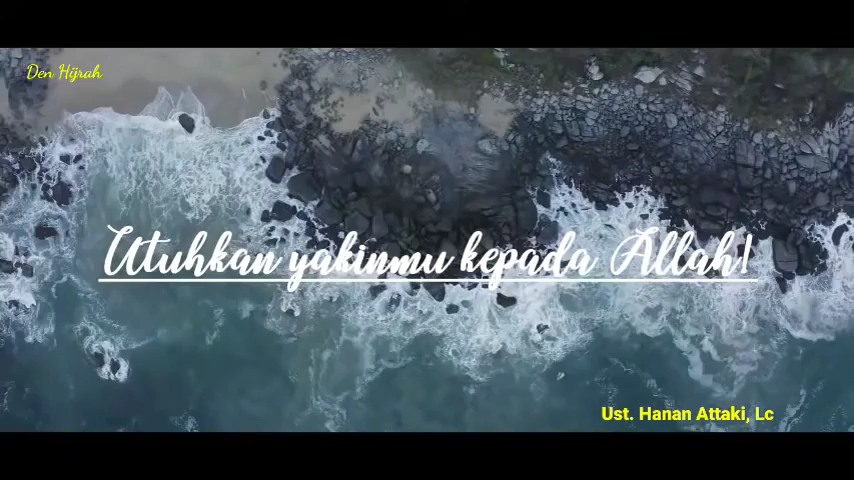 Den Hijrah
Utuhkan yakinmu kepada Allah!
Ust. Hanan Attaki, Lc